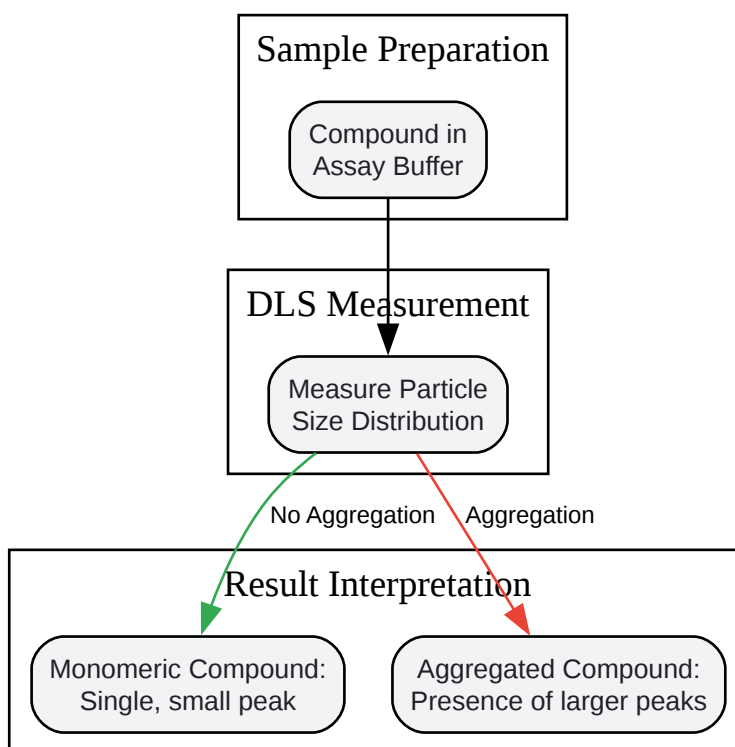 Sample Preparation
Compound in
Assay Buffer
DLS Measurement
Measure Particle
Size Distribution
No Aggregation
Aggregation
Result Interpretation
Monomeric Compound:
Single, small peak
Aggregated Compound:
Presence of larger peaks